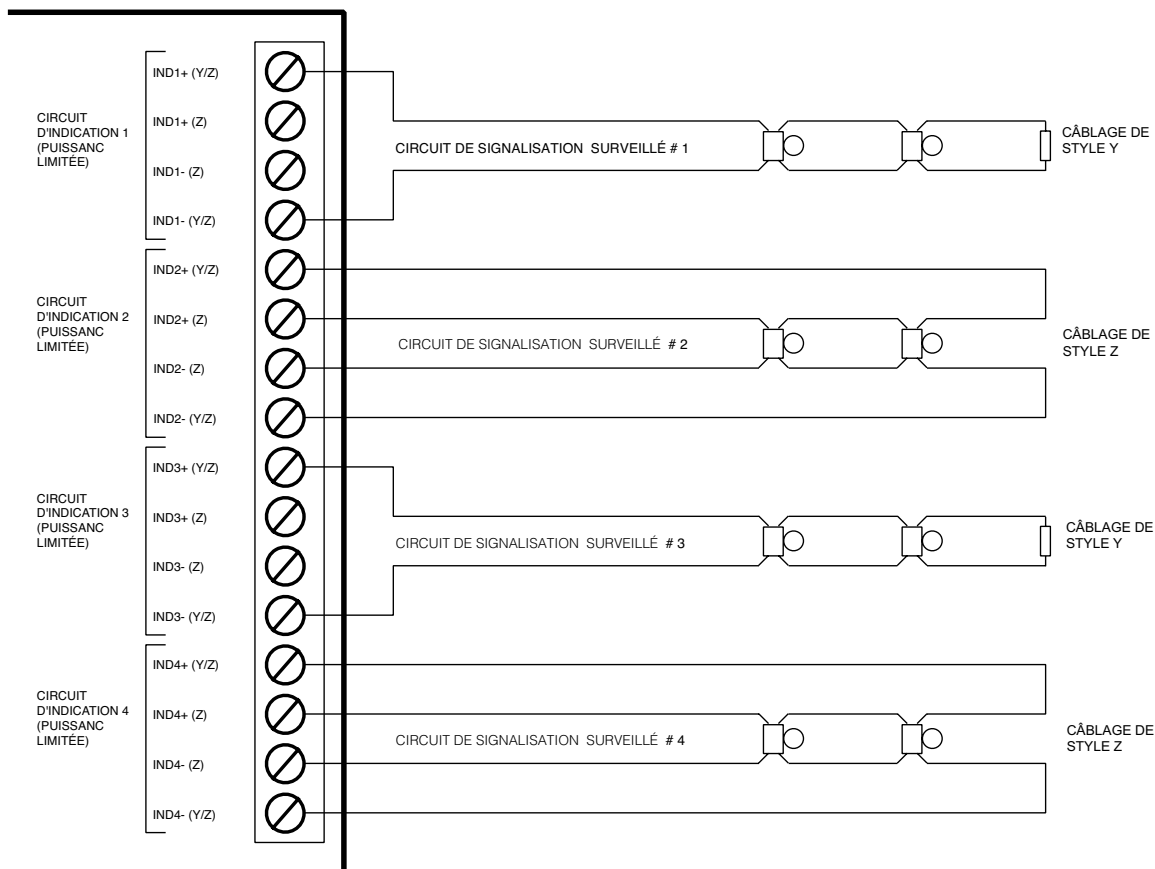 CIRCUIT
D'INDICATION 1
(PUISSANC
LIMITÉE)
IND1+ (Y/Z)
IND1+ (Z)
IND1- (Z)
IND1- (Y/Z)
CIRCUIT DE SIGNALISATION SURVEILLÉ # 1
CÂBLAGE DE
STYLE Y
CIRCUIT
D'INDICATION 2
(PUISSANC
LIMITÉE)
IND2+ (Y/Z)
IND2+ (Z)
IND2- (Z)
IND2- (Y/Z)
CIRCUIT DE SIGNALISATION SURVEILLÉ # 2
CÂBLAGE DE
STYLE Z
CIRCUIT
D'INDICATION 3
(PUISSANC
LIMITÉE)
IND3+ (Y/Z)
IND3+ (Z)
IND3- (Z)
IND3- (Y/Z)
CIRCUIT DE SIGNALISATION SURVEILLÉ # 3
CÂBLAGE DE
STYLE Y
CIRCUIT
D'INDICATION 4
(PUISSANC
LIMITÉE)
IND4+ (Y/Z)
IND4+ (Z)
IND4- (Z)
IND4- (Y/Z)
CIRCUIT DE SIGNALISATION SURVEILLÉ # 4
CÂBLAGE DE
STYLE Z